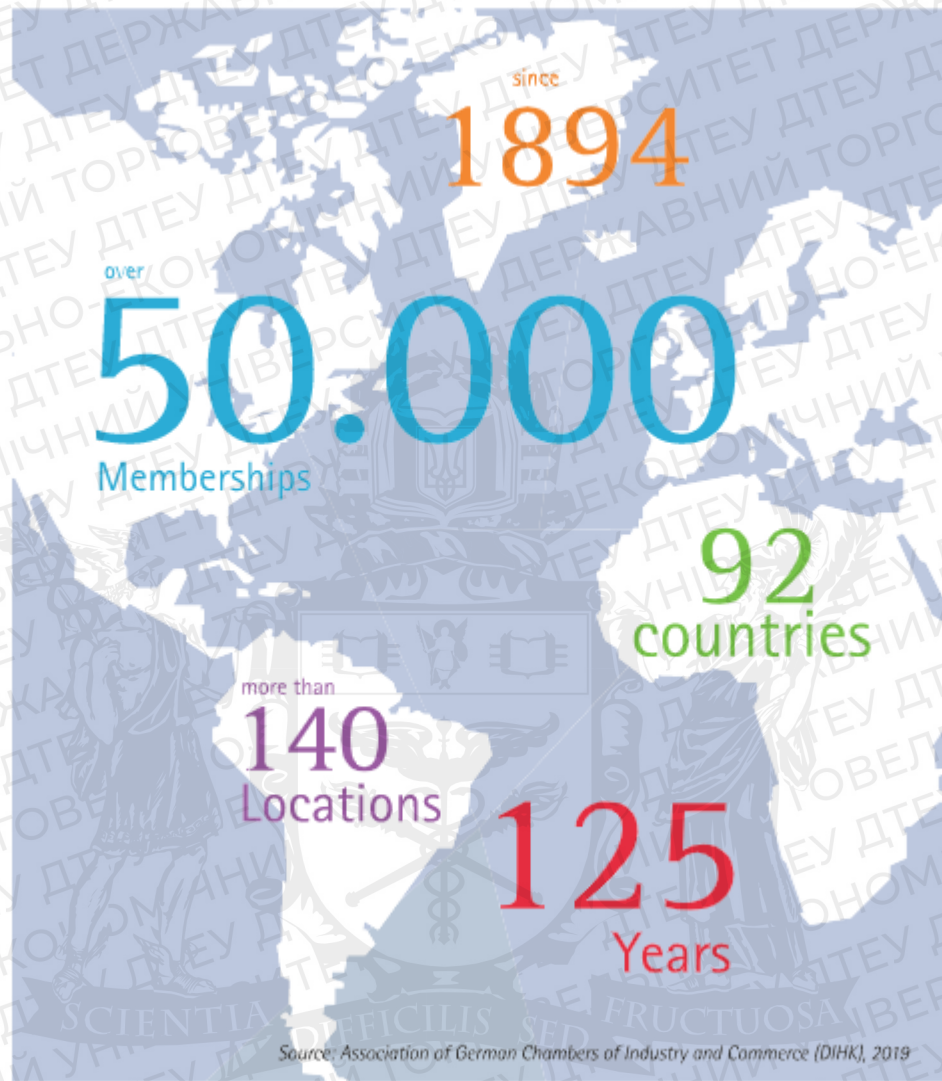 since
1894
over
50.000
Memberships
92
countries
more than
140
Locations
125
Years
SCIENTIA DIFFICILIS SED FRUCTUOSA
Source: Association of German Chambers of Industry and Commerce (DIHK), 2019